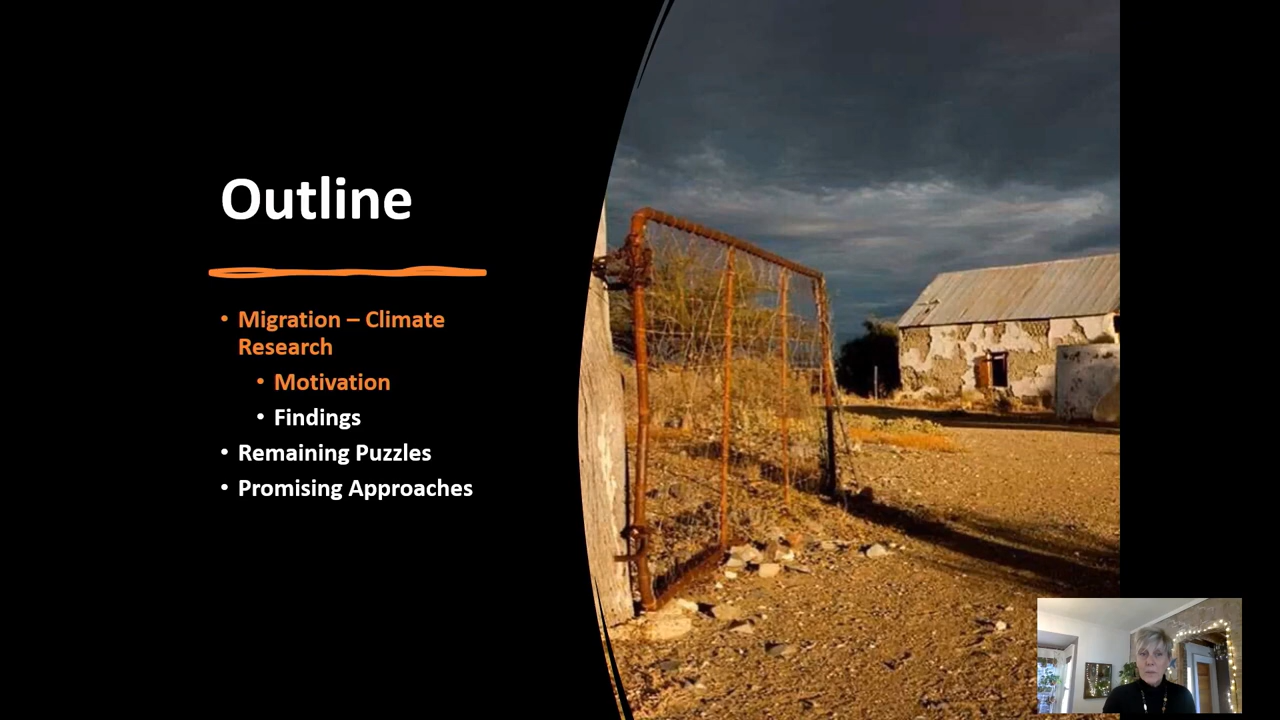 Outline
• Migration – Climate
Research
• Motivation
• Findings
• Remaining Puzzles
• Promising Approaches